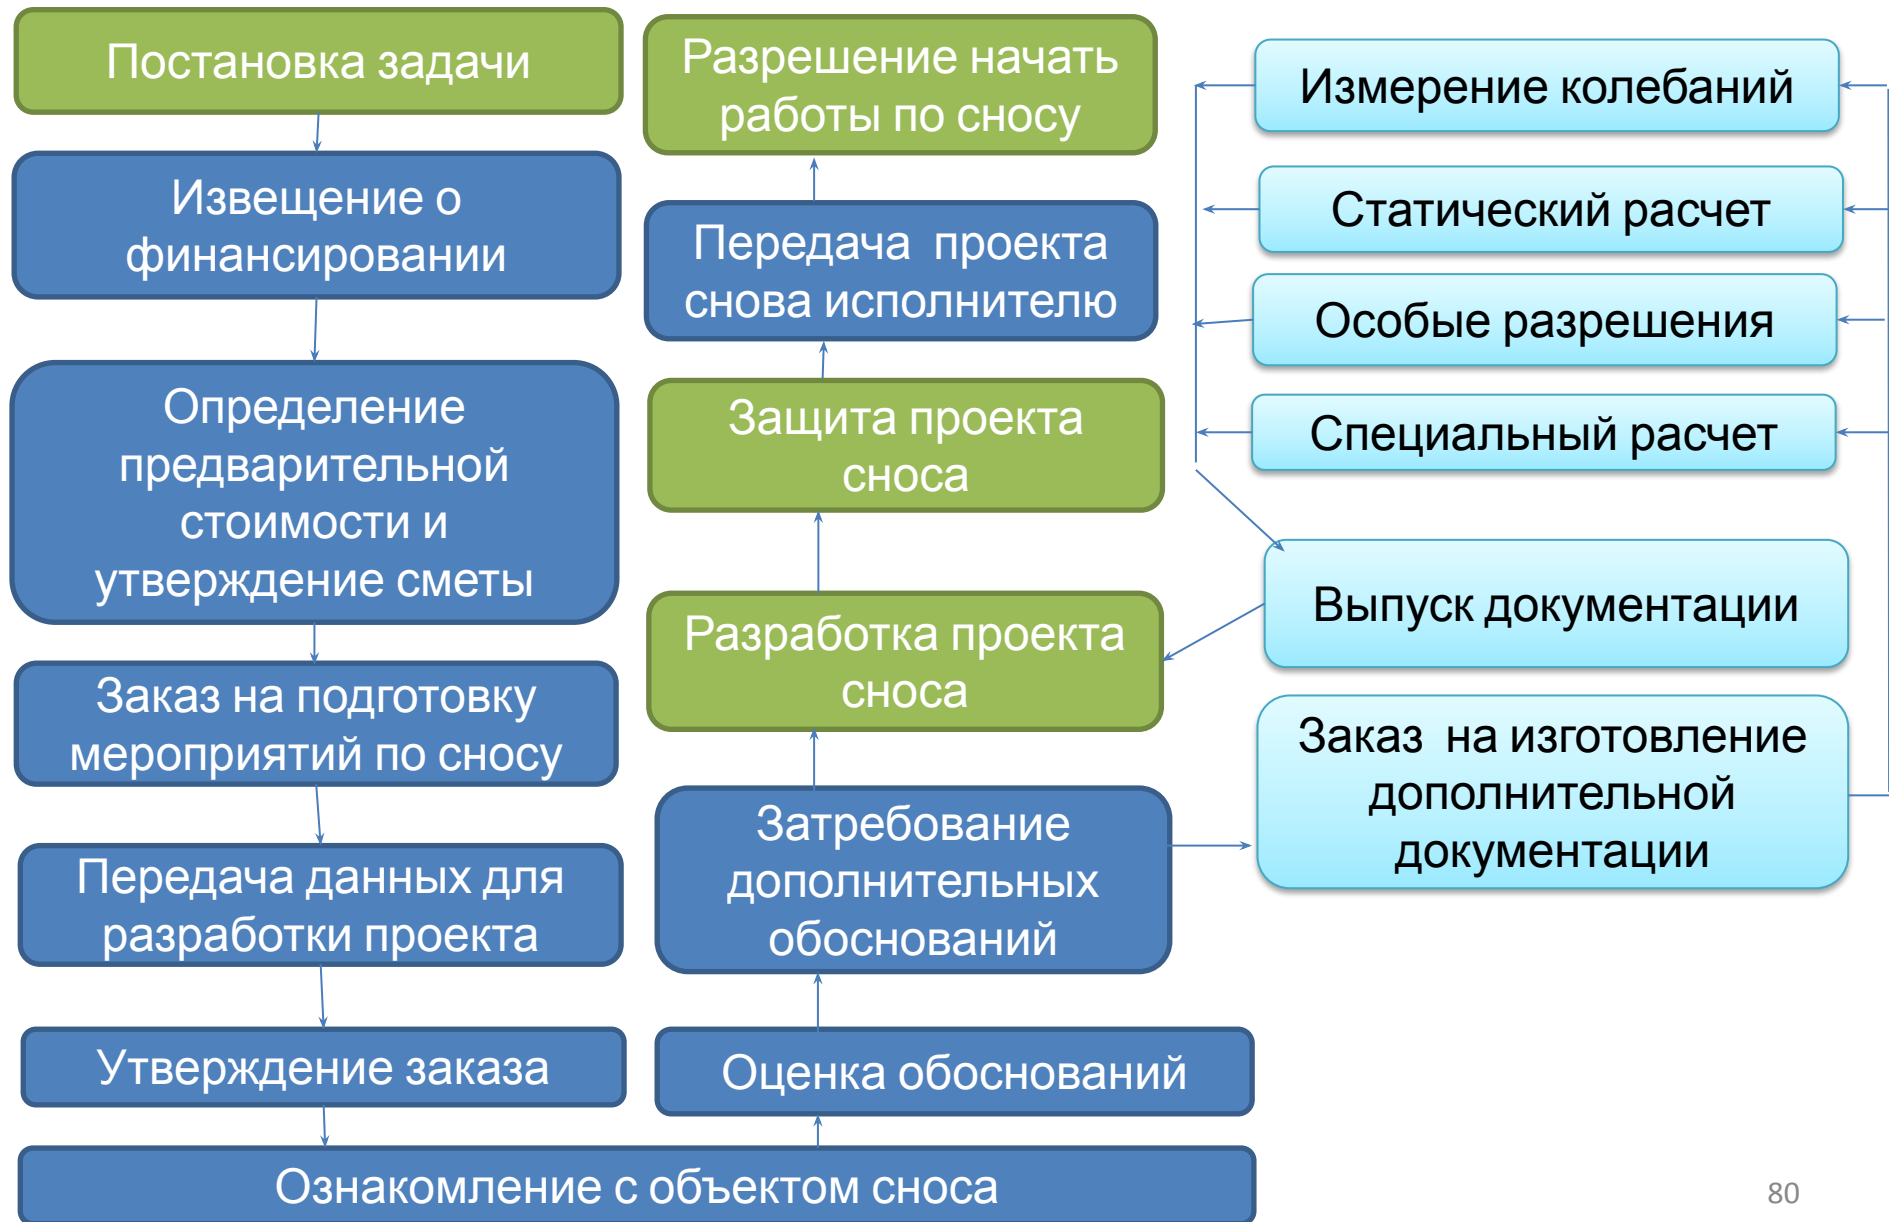 Постановка задачи
Извещение о
финансировании
Определение
предварительной
стоимости и
утверждение сметы
Заказ на подготовку
мероприятий по сносу
Передача данных для
разработки проекта
Утверждение заказа
Ознакомление с объектом сноса
Разрешение начать
работы по сносу
Передача проекта
снова исполнителю
Защита проекта
сноса
Разработка проекта
сноса
Затребование
дополнительных
обоснований
Оценка обоснований
Измерение колебаний
Статический расчет
Особые разрешения
Специальный расчет
Выпуск документации
Заказ на изготовление
дополнительной
документации
80